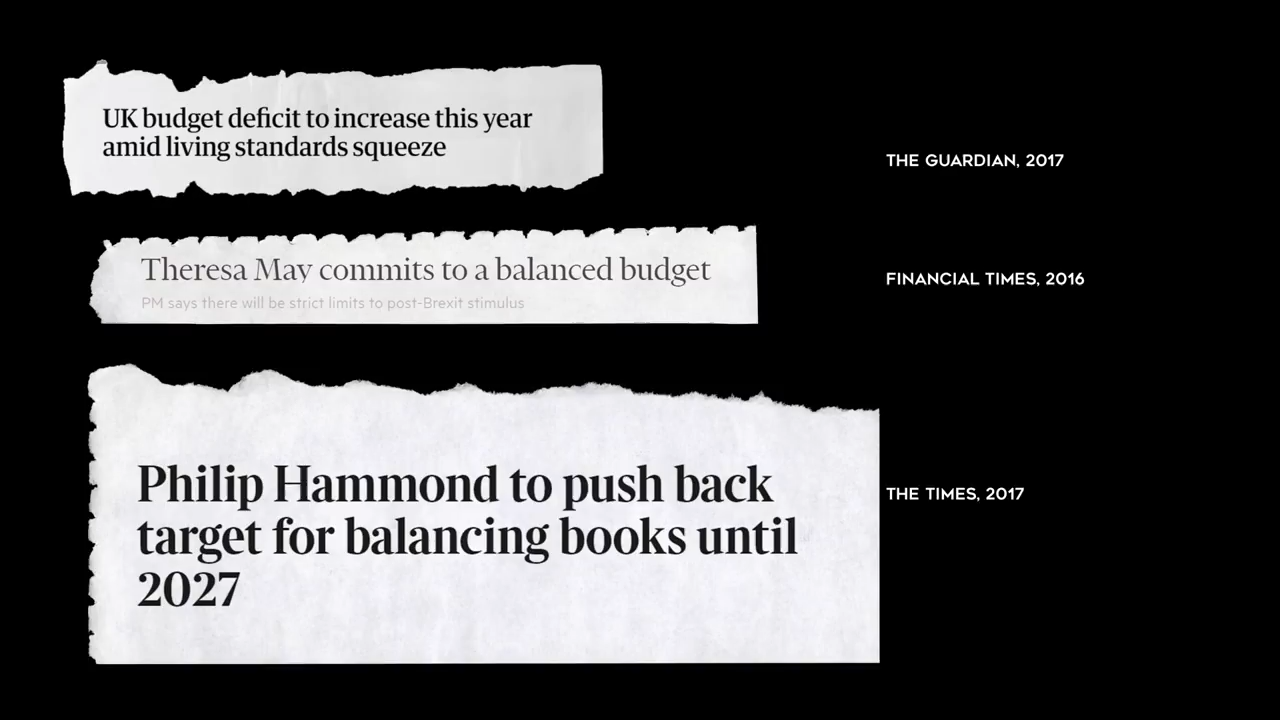 UK budget deficit to increase this year
amid living standards squeeze
THE GUARDIAN, 2017
Theresa May commits to a balanced budget
PM says there will be strict limits to post-Brexit stimulus
FINANCIAL TIMES, 2016
Philip Hammond to push back
target for balancing books until
2027
THE TIMES, 2017